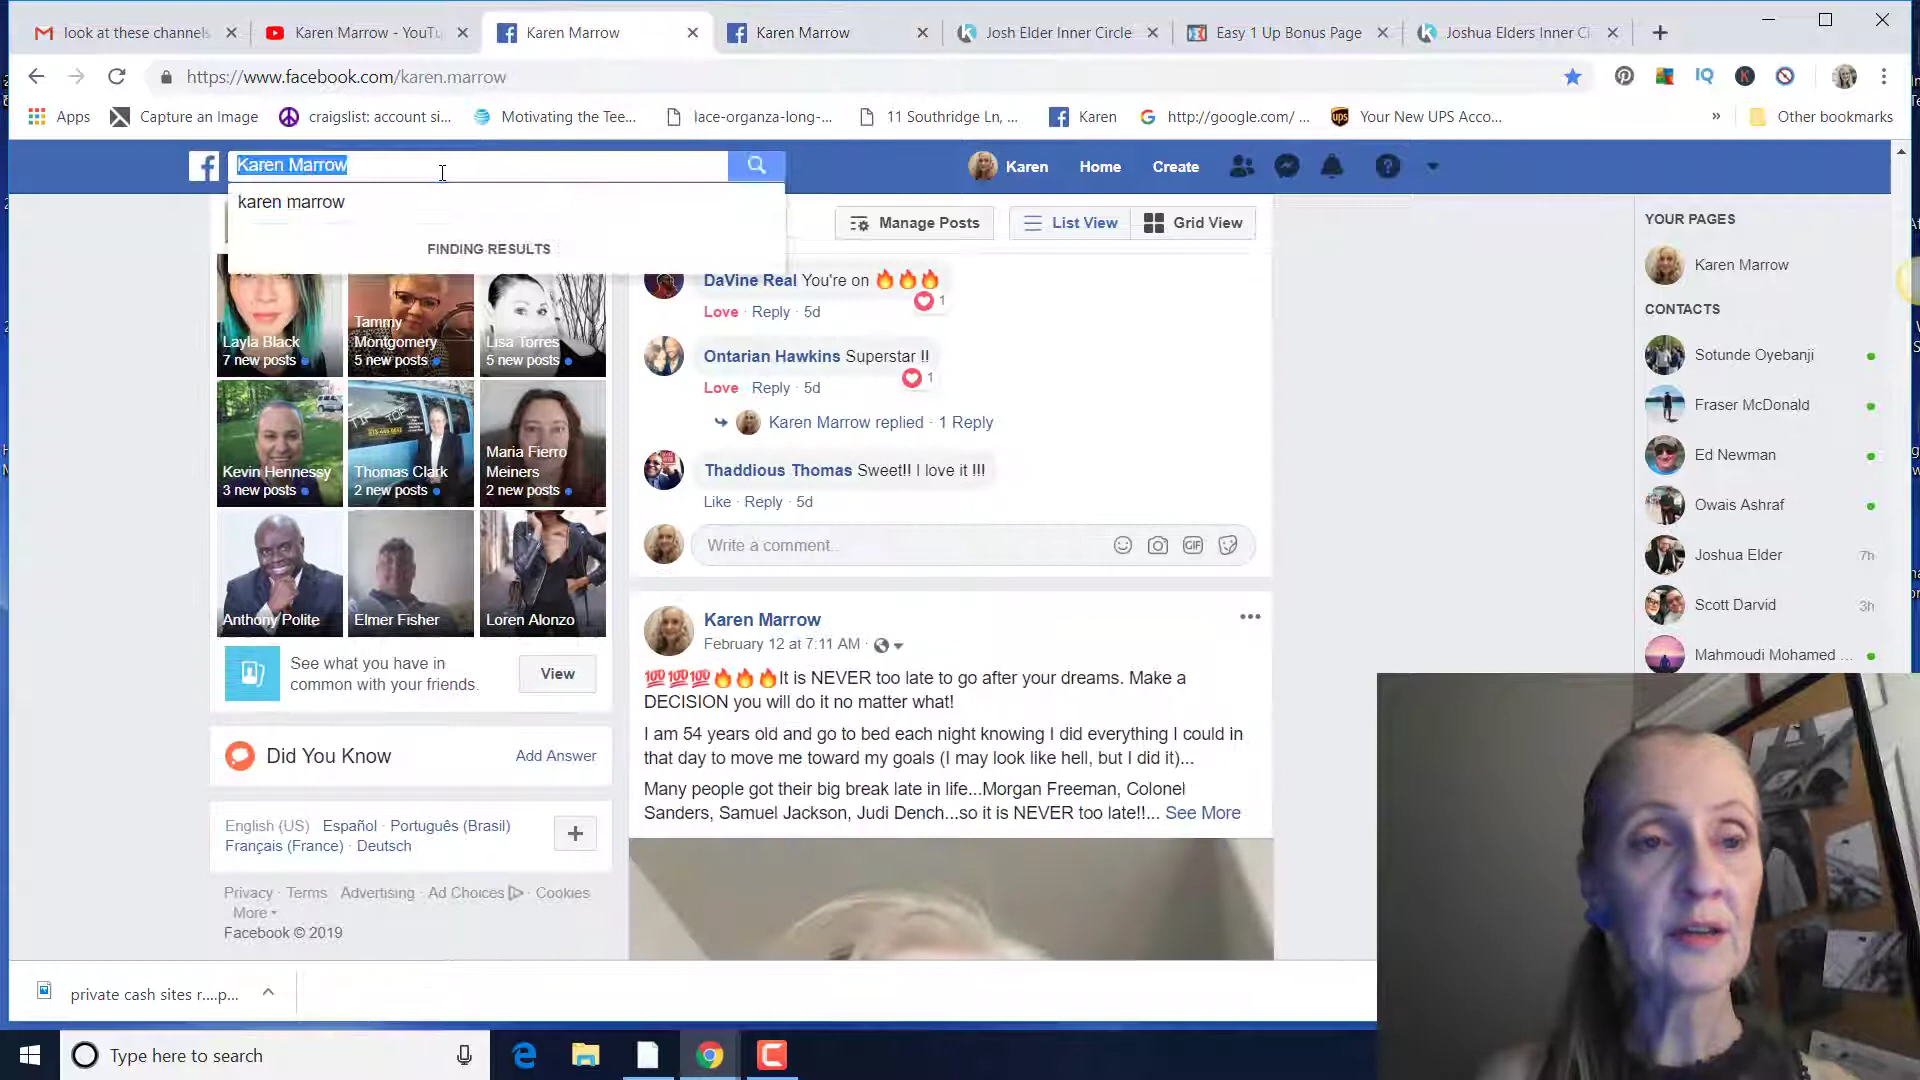 look at these channels
Karen Marrow - YouTu
Karen Marrow
Karen Marrow
Josh Elder Inner Circle
Easy 1 Up Bonus Page
Joshua Elders Inner Ci
https://www.facebook.com/karen.marrow
Apps
Capture an Image
craigslist: account si...
Motivating the Tee...
lace-organza-long-...
11 Southridge Ln, ...
Karen
http://google.com/ ...
Your New UPS Acco...
»
Other bookmarks
Karen Marrow
Karen
Home
Create
karen marrow
FINDING RESULTS
Manage Posts
List View
Grid View
YOUR PAGES
Karen Marrow
CONTACTS
Sotunde Oyebanji
Fraser McDonald
Ed Newman
Owais Ashraf
Joshua Elder 7h
Scott Darvid 3h
Mahmoudi Mohamed ...
Layla Black
7 new posts
Tammy
Montgomery
5 new posts
Lisa Torres
5 new posts
Kevin Hennessy
3 new posts
Thomas Clark
2 new posts
Maria Fierro
Meiners
2 new posts
Anthony Polite
Elmer Fisher
Loren Alonzo
See what you have in
common with your friends.
View
Did You Know
Add Answer
English (US) · Español · Português (Brasil) ·
Français (France) · Deutsch
Privacy · Terms · Advertising · Ad Choices · Cookies ·
More
Facebook © 2019
DaVine Real You're on 🔥🔥🔥
1
Love · Reply · 5d
Ontarian Hawkins Superstar !!
1
Love · Reply · 5d
Karen Marrow replied · 1 Reply
Thaddious Thomas Sweet!! I love it !!!
Like · Reply · 5d
Write a comment...
GIF
Karen Marrow
February 12 at 7:11 AM ·
💯💯💯🔥🔥🔥It is NEVER too late to go after your dreams. Make a
DECISION you will do it no matter what!
I am 54 years old and go to bed each night knowing I did everything I could in
that day to move me toward my goals (I may look like hell, but I did it)...
Many people got their big break late in life...Morgan Freeman, Colonel
Sanders, Samuel Jackson, Judi Dench...so it is NEVER too late!!... See More
private cash sites r....p...
Type here to search